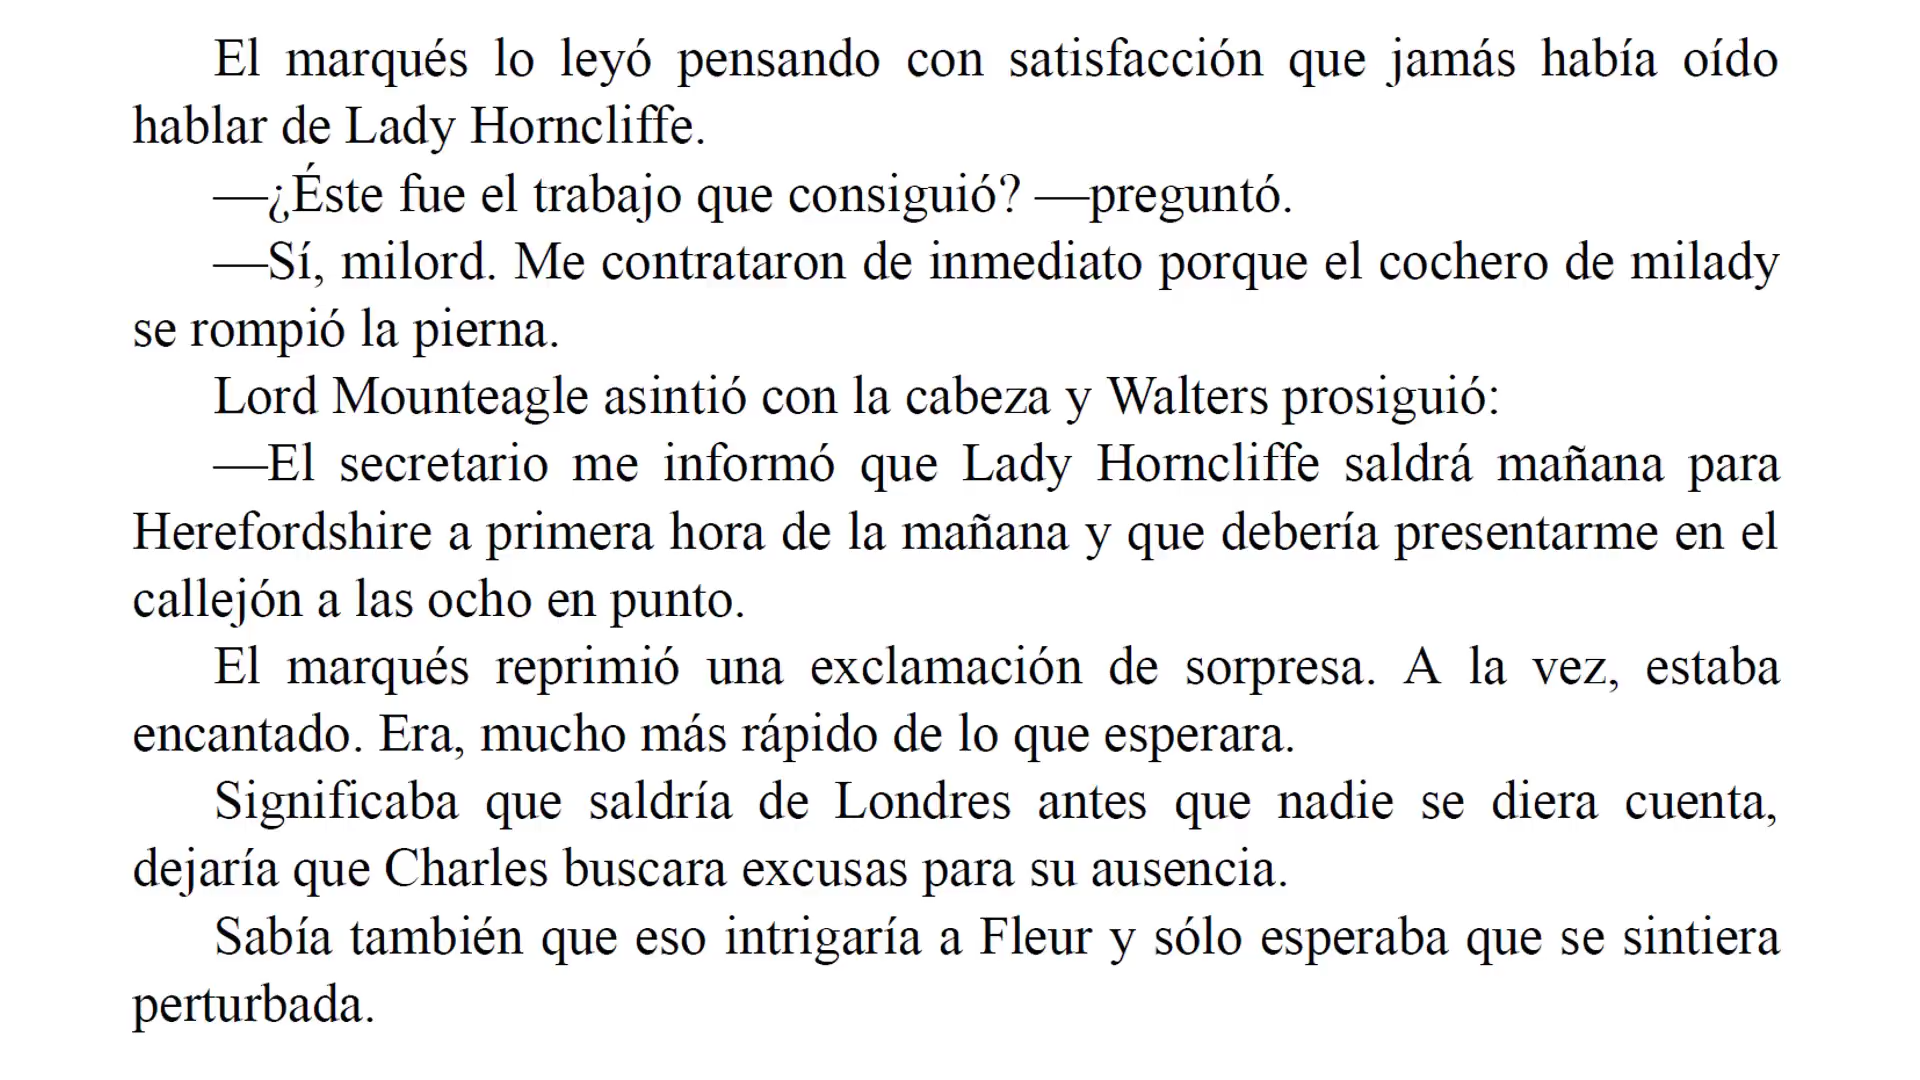 El marqués lo leyó pensando con satisfacción que jamás había oído
hablar de Lady Horncliffe.
—¿Éste fue el trabajo que consiguió? —preguntó.
—Sí, milord. Me contrataron de inmediato porque el cochero de milady
se rompió la pierna.
Lord Mounteagle asintió con la cabeza y Walters prosiguió:
—El secretario me informó que Lady Horncliffe saldrá mañana para
Herefordshire a primera hora de la mañana y que debería presentarme en el
callejón a las ocho en punto.
El marqués reprimió una exclamación de sorpresa. A la vez, estaba
encantado. Era, mucho más rápido de lo que esperara.
Significaba que saldría de Londres antes que nadie se diera cuenta,
dejaría que Charles buscara excusas para su ausencia.
Sabía también que eso intrigaría a Fleur y sólo esperaba que se sintiera
perturbada.